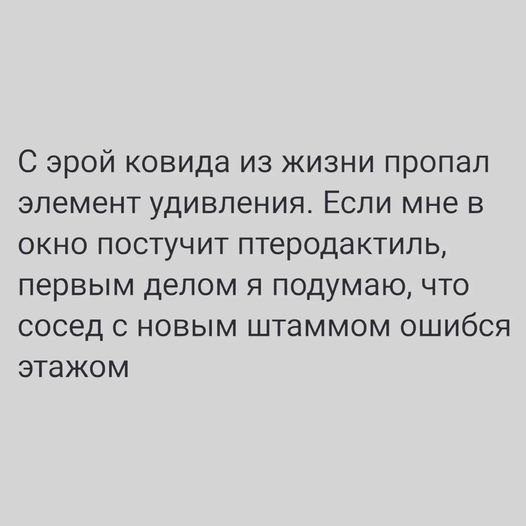 С эрой ковида из жизни пропал
элемент удивления. Если мне в
окно постучит птеродактиль,
первым делом я подумаю, что
сосед с новым штаммом ошибся
этажом